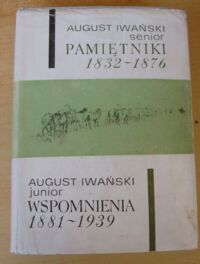 AUGUST IWAŃSKI
senior
PAMIĘTNIKI
1832~1876
AUGUST IWAŃSKI
junior
WSPOMNIENIA
1881~1939